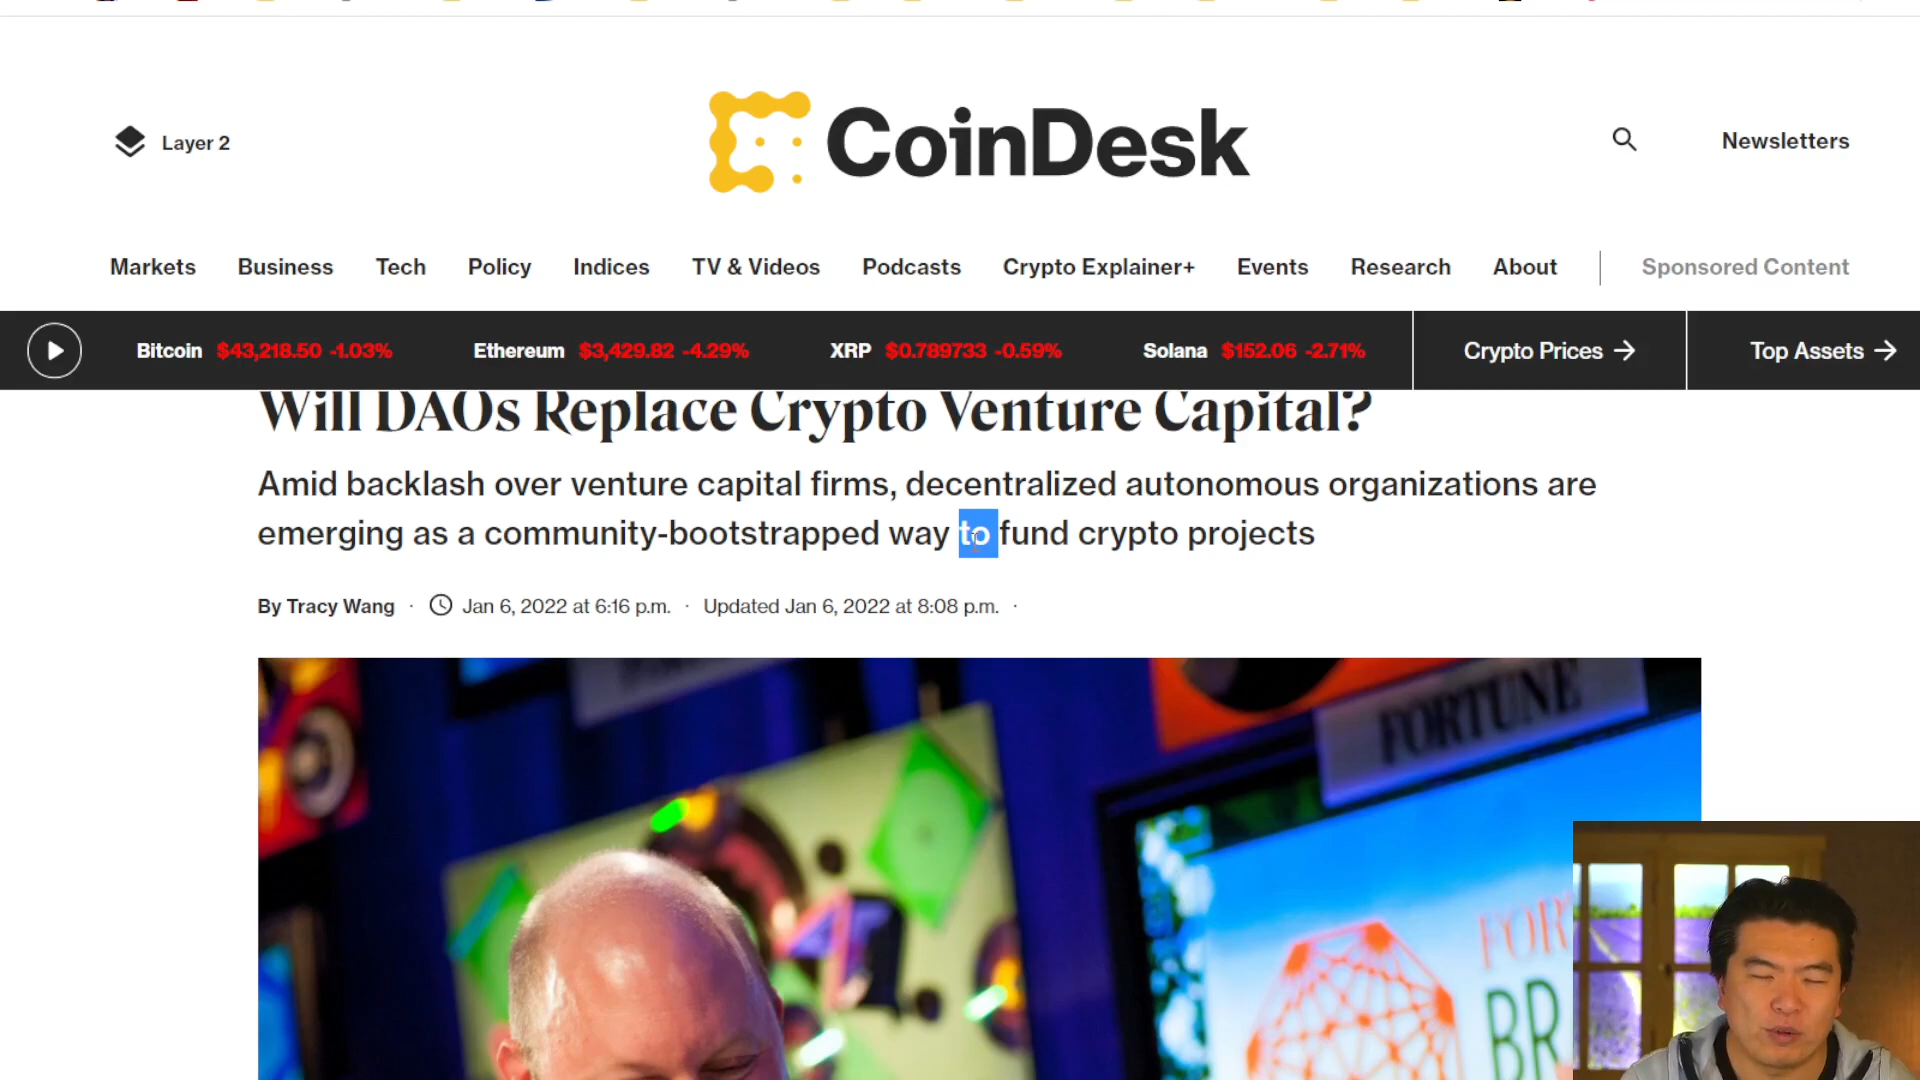 Layer 2
CoinDesk
Newsletters
Markets Business Tech Policy Indices TV & Videos Podcasts Crypto Explainer+ Events Research About Sponsored Content
Bitcoin $43,218.50 -1.03% Ethereum $3,429.82 -4.29% XRP $0.789733 -0.59% Solana $152.06 -2.71% Crypto Prices → Top Assets →
Will DAOs Replace Crypto Venture Capital?
Amid backlash over venture capital firms, decentralized autonomous organizations are
emerging as a community-bootstrapped way to fund crypto projects
By Tracy Wang · Jan 6, 2022 at 6:16 p.m. · Updated Jan 6, 2022 at 8:08 p.m. ·
FORTUNE
FOR
BR